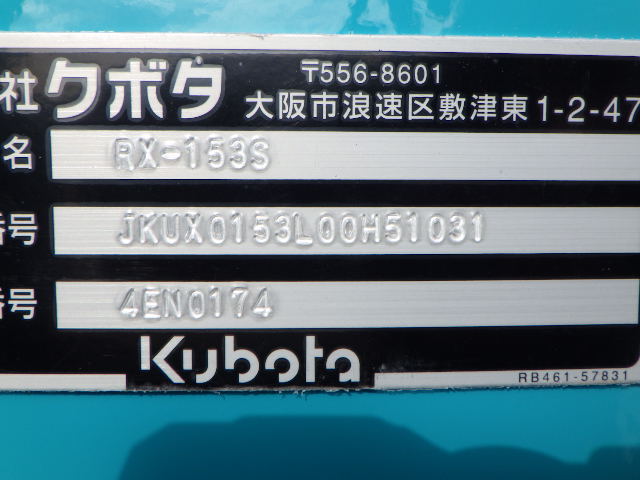 社クボタ
〒556-8601
大阪市浪速区敷津東1-2-47
名 RX-153S
番号 JKUX0153L00H51031
番号 4EN0174
Kubota
RB461-57831